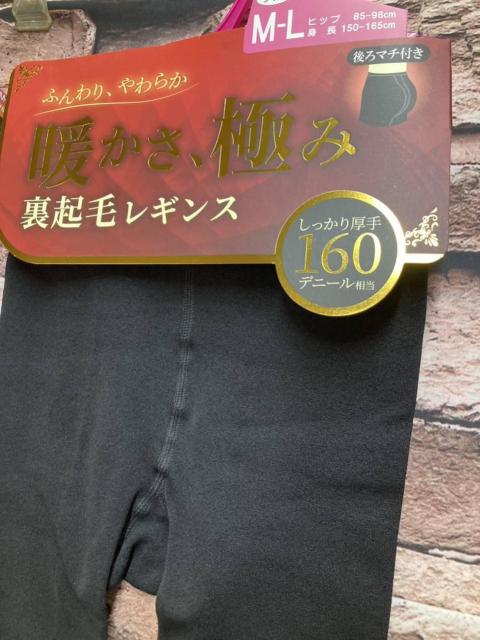 M-L
ヒップ 85-98cm
身長 150-165cm
後ろマチ付き
ふんわり、やわらか
暖かさ、極み
裏起毛レギンス
しっかり厚手
160
デニール相当